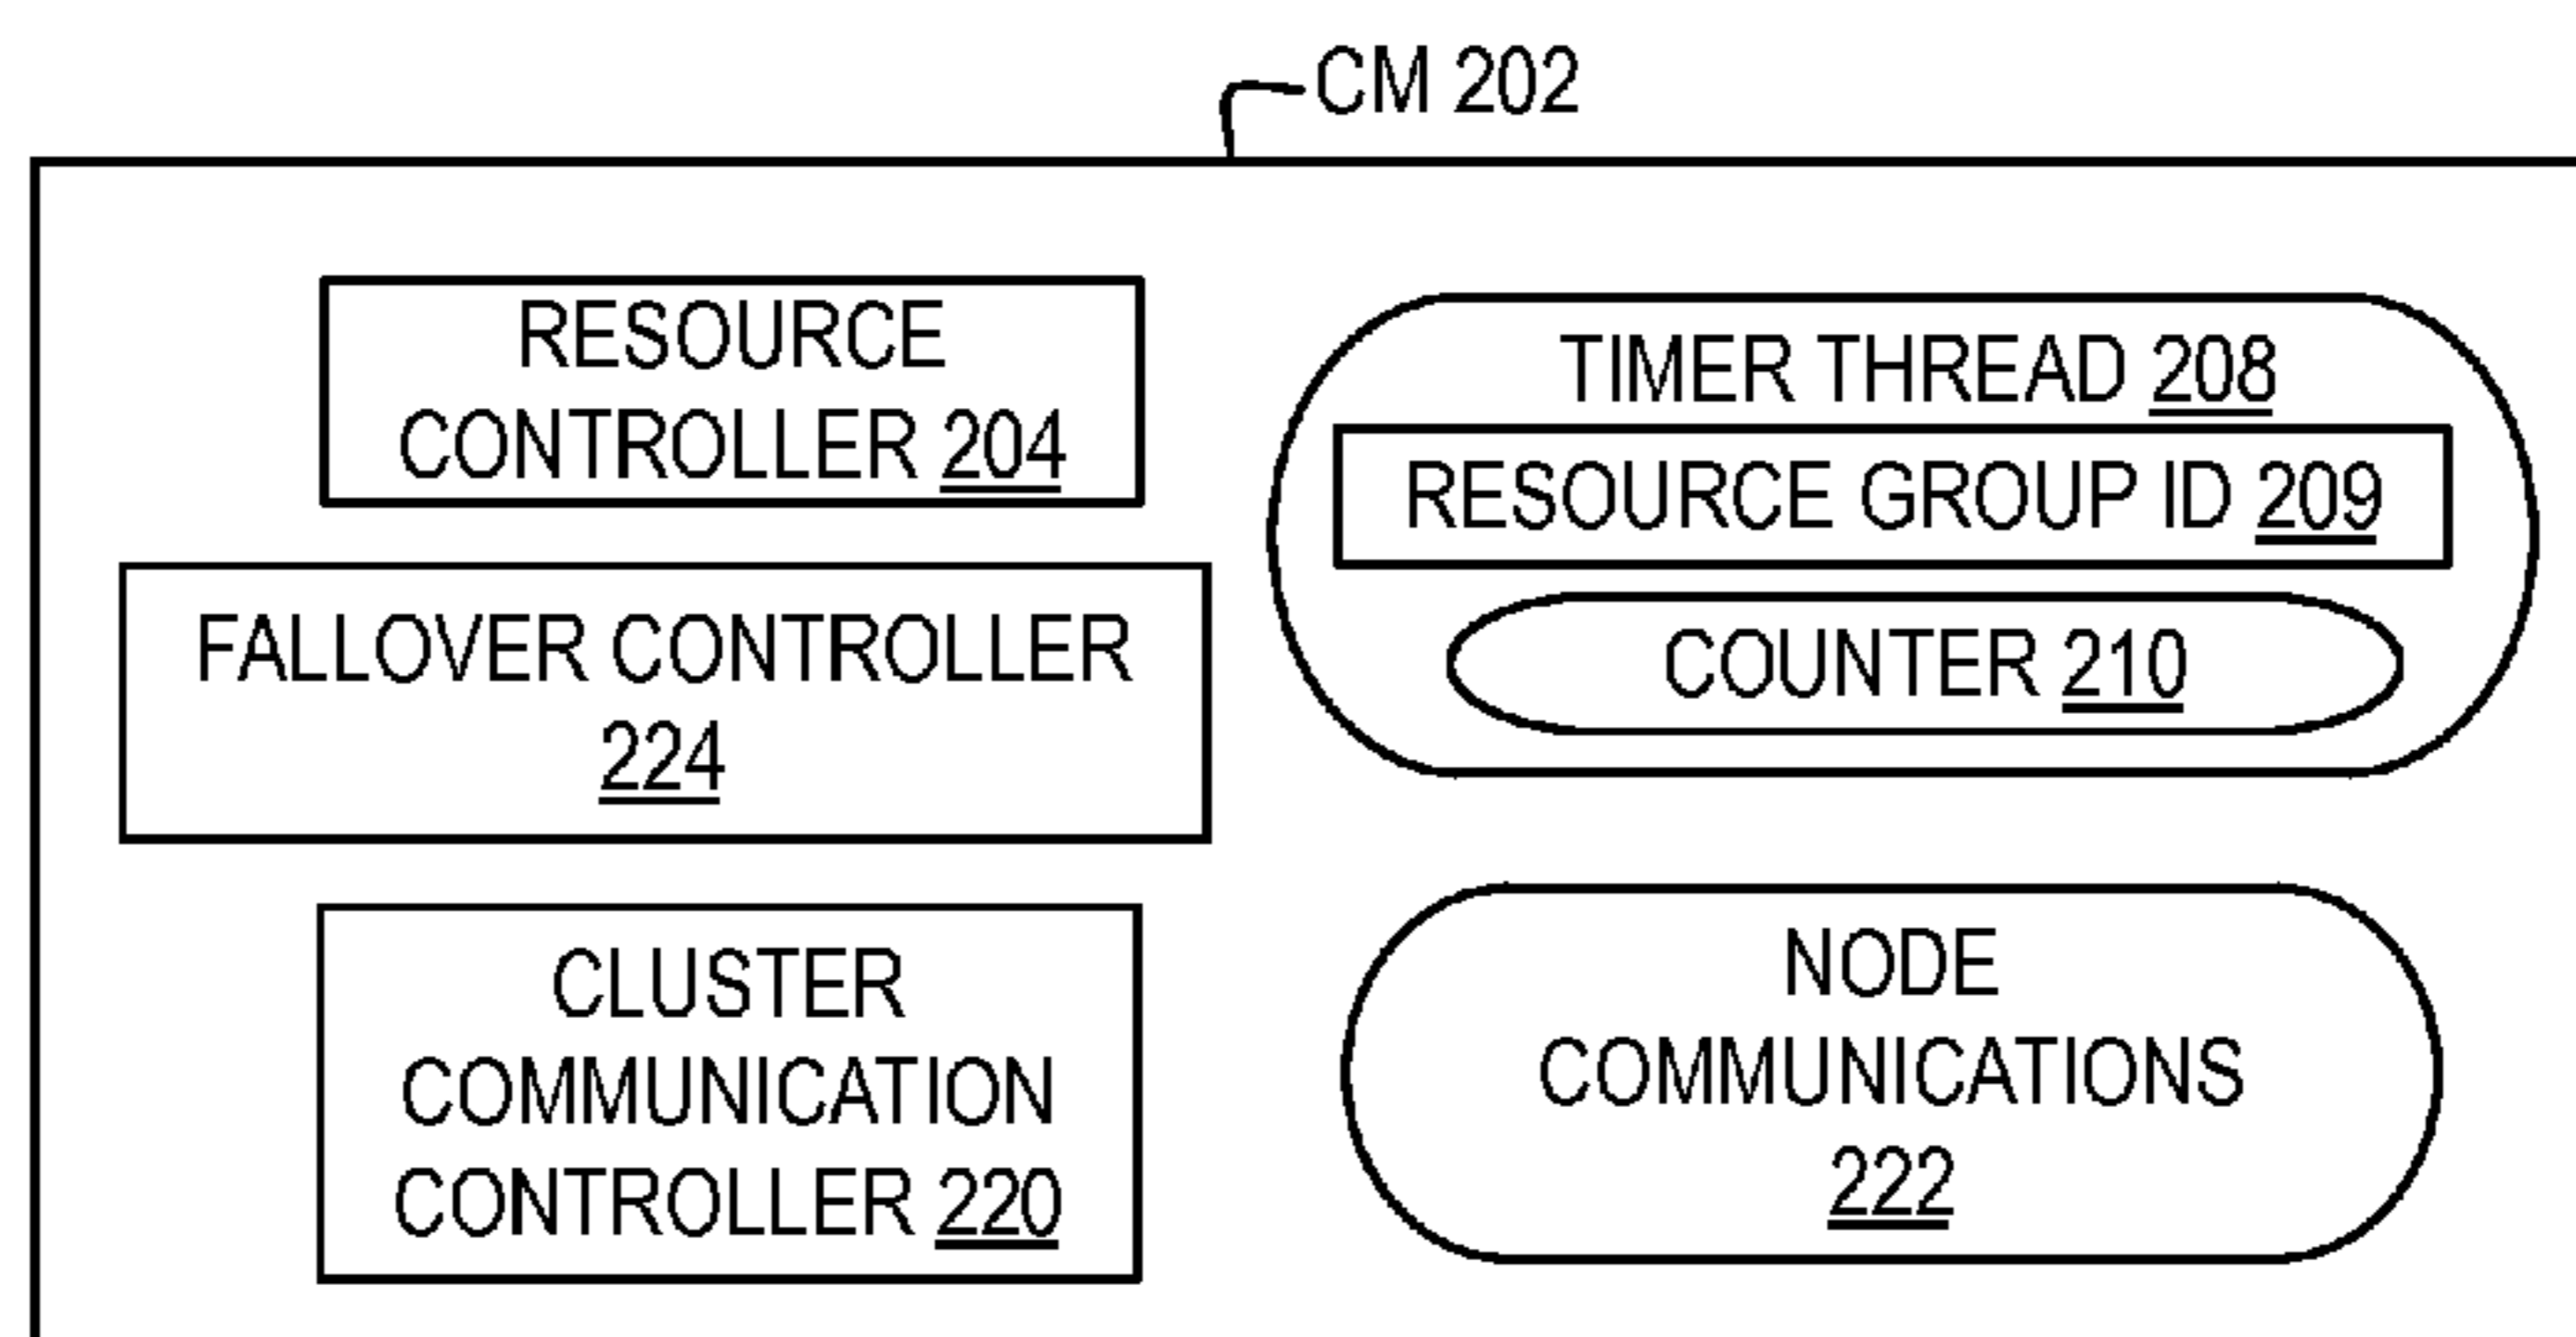 CM 202
RESOURCE
CONTROLLER 204
TIMER THREAD 208
RESOURCE GROUP ID 209
COUNTER 210
FALLOVER CONTROLLER
224
CLUSTER
COMMUNICATION
CONTROLLER 220
NODE
COMMUNICATIONS
222